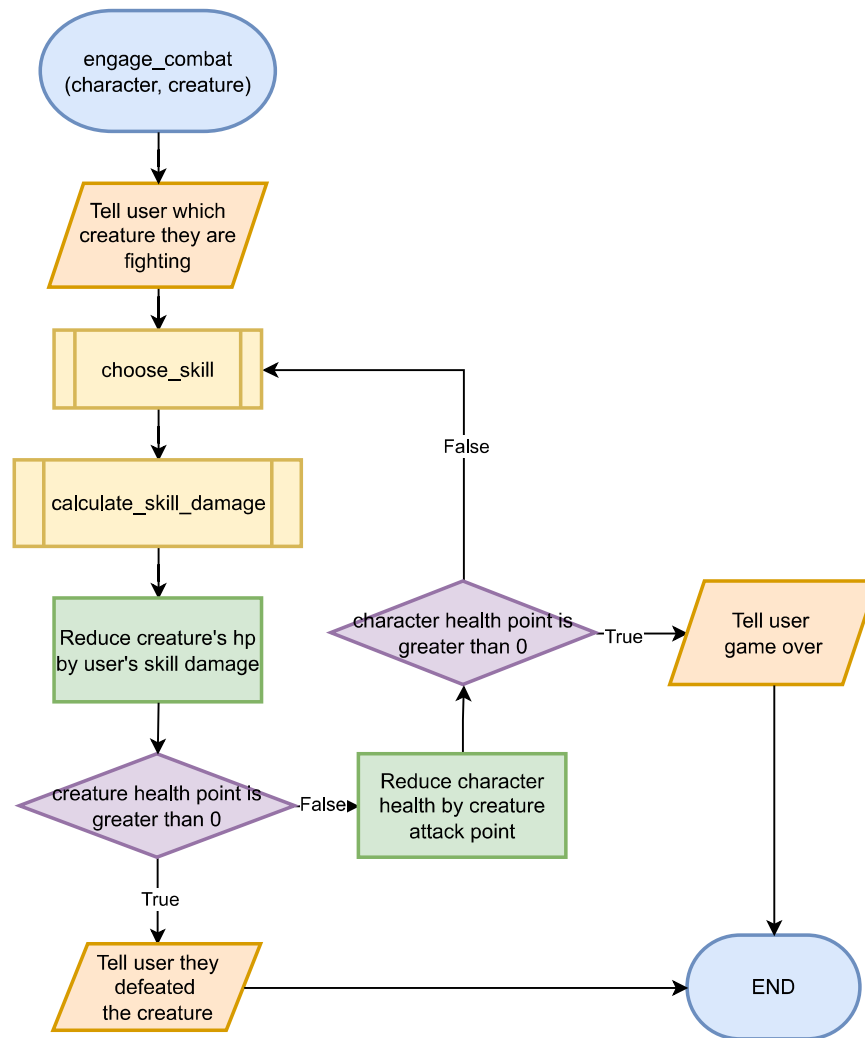 engage_combat
(character, creature)
Tell user which
creature they are
fighting
choose_skill
calculate_skill_damage
Reduce creature's hp
by user's skill damage
creature health point is
greater than 0
False
Reduce character
health by creature
attack point
character health point is
greater than 0
False
True
Tell user
game over
True
Tell user they
defeated
the creature
END